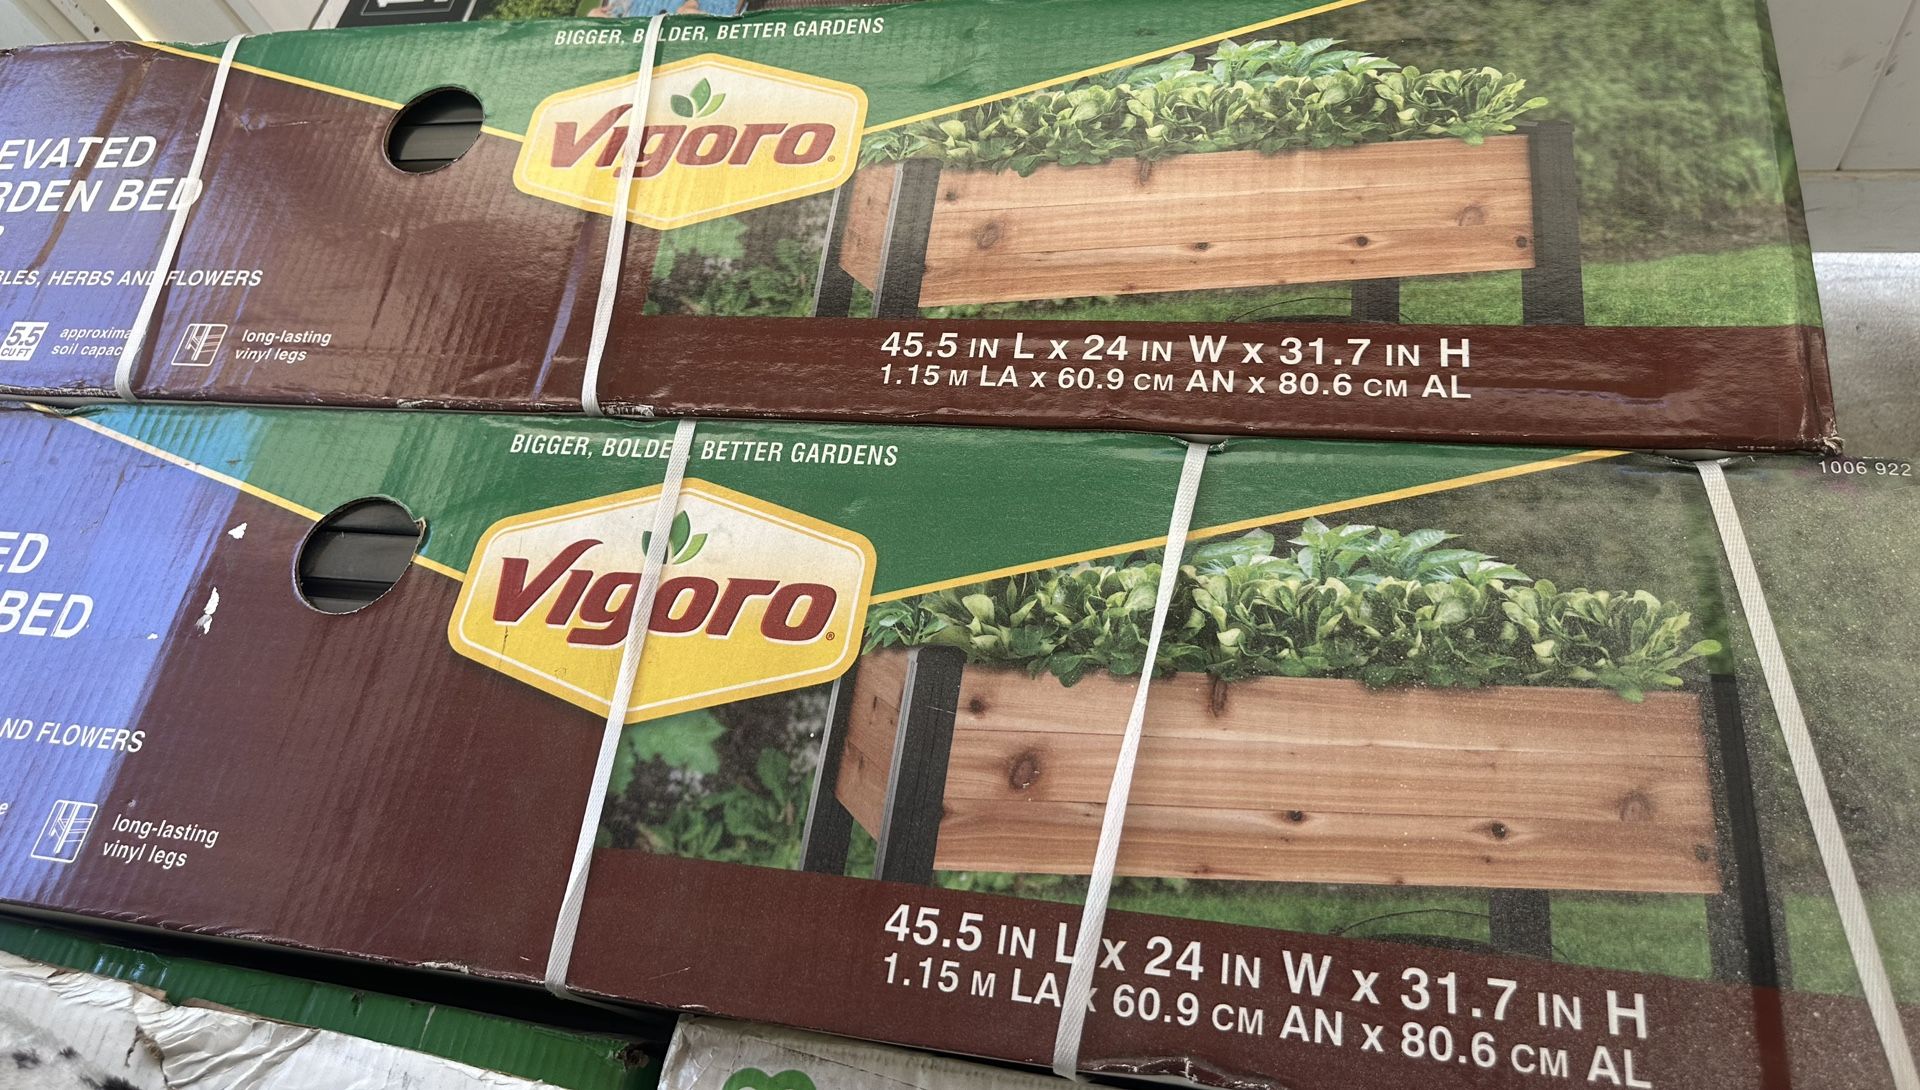 BIGGER, BOLDER, BETTER GARDENS
Vigoro
EVATED
RDEN BED
BLES, HERBS AND FLOWERS
5.5 CU FT
approxima
soil capac
long-lasting
vinyl legs
45.5 IN L x 24 IN W x 31.7 IN H
1.15 M LA x 60.9 CM AN x 80.6 CM AL
BIGGER, BOLDER, BETTER GARDENS
1006 922
Vigoro
ED
BED
ND FLOWERS
long-lasting
vinyl legs
45.5 IN L x 24 IN W x 31.7 IN H
1.15 M LA x 60.9 CM AN x 80.6 CM AL